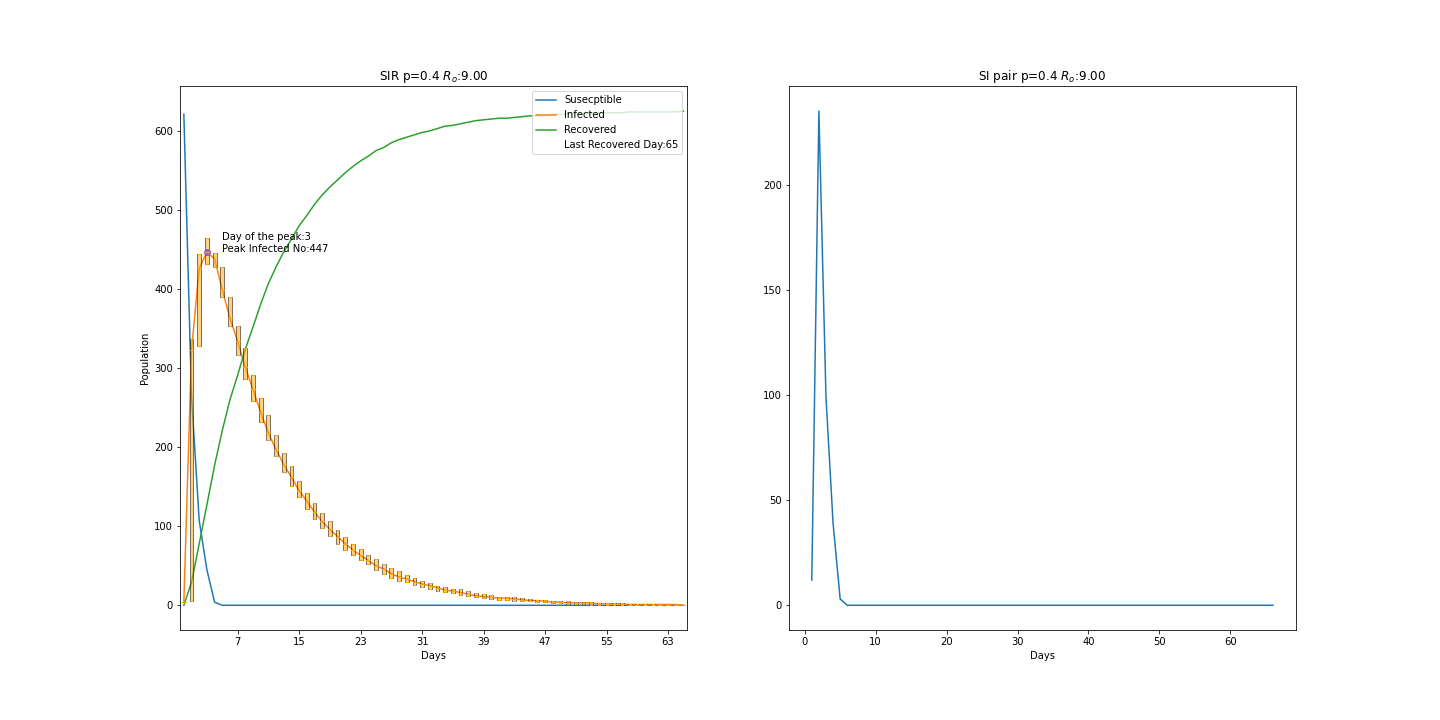 SIR p=0.4 Ro:9.00
Susecptible
Infected
Recovered
Last Recovered Day:65
Day of the peak:3
Peak Infected No:447
Population
600
500
400
300
200
100
0
7 15 23 31 39 47 55 63
Days
SI pair p=0.4 Ro:9.00
200
150
100
50
0
0 10 20 30 40 50 60
Days